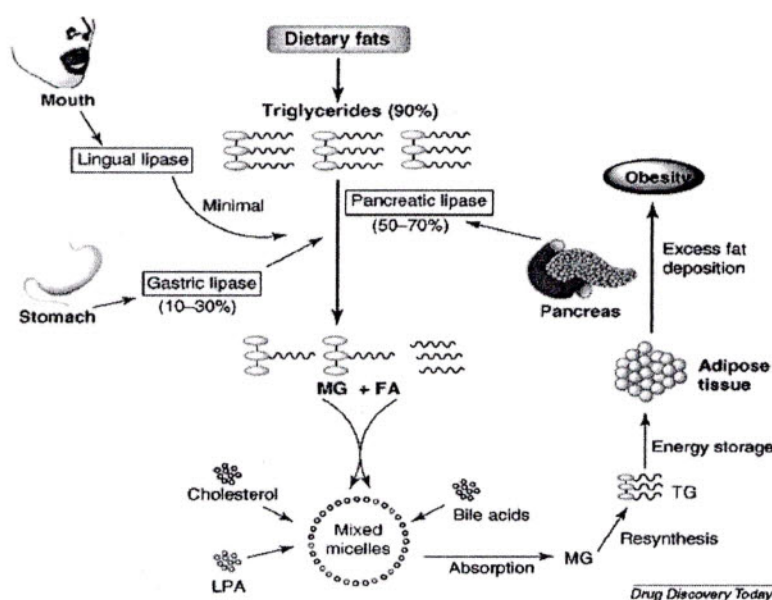 Dietary fats
Mouth
Triglycerides (90%)
Lingual lipase
Minimal
Pancreatic lipase
(50–70%)
Obesity
Excess fat
deposition
Gastric lipase
(10–30%)
Stomach
Pancreas
MG + FA
Adipose
tissue
Energy storage
Cholesterol
Bile acids
Mixed
micelles
TG
Resynthesis
LPA
Absorption
MG
Drug Discovery Today